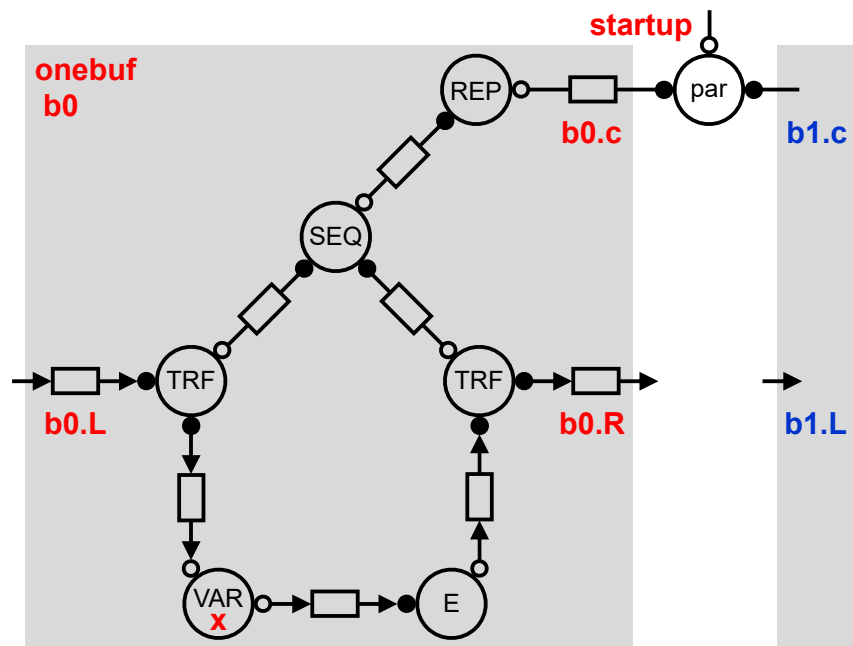 startup
onebuf
b0
REP
par
b0.c
b1.c
SEQ
TRF
TRF
b0.L
b0.R
b1.L
VAR
x
E